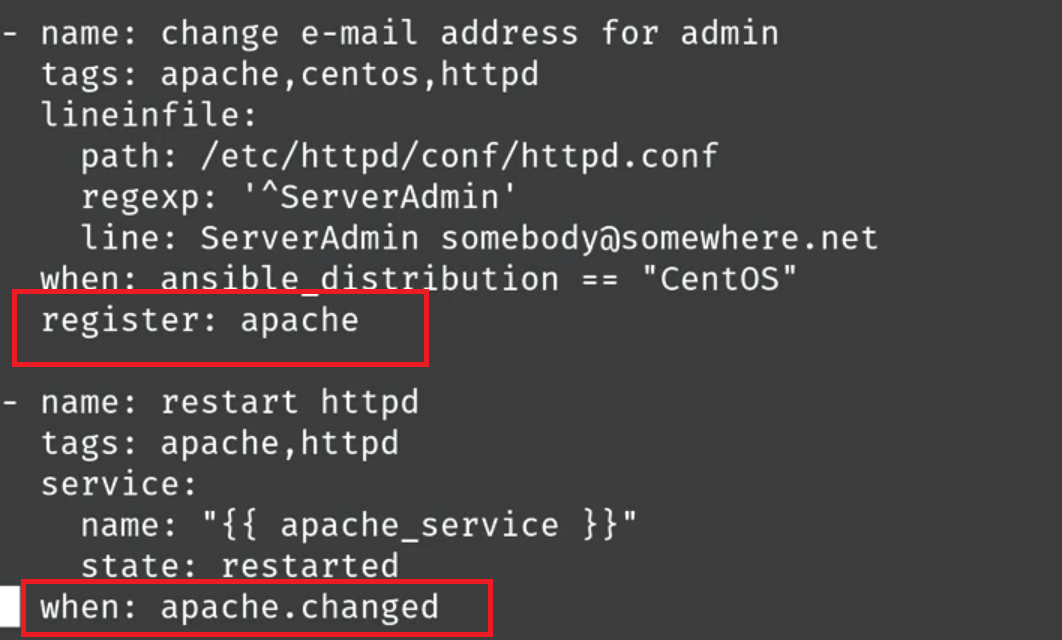 - name: change e-mail address for admin
  tags: apache,centos,httpd
  lineinfile:
    path: /etc/httpd/conf/httpd.conf
    regexp: '^ServerAdmin'
    line: ServerAdmin somebody@somewhere.net
  when: ansible_distribution == "CentOS"
  register: apache
- name: restart httpd
  tags: apache,httpd
  service:
    name: "{{ apache_service }}"
    state: restarted
  when: apache.changed